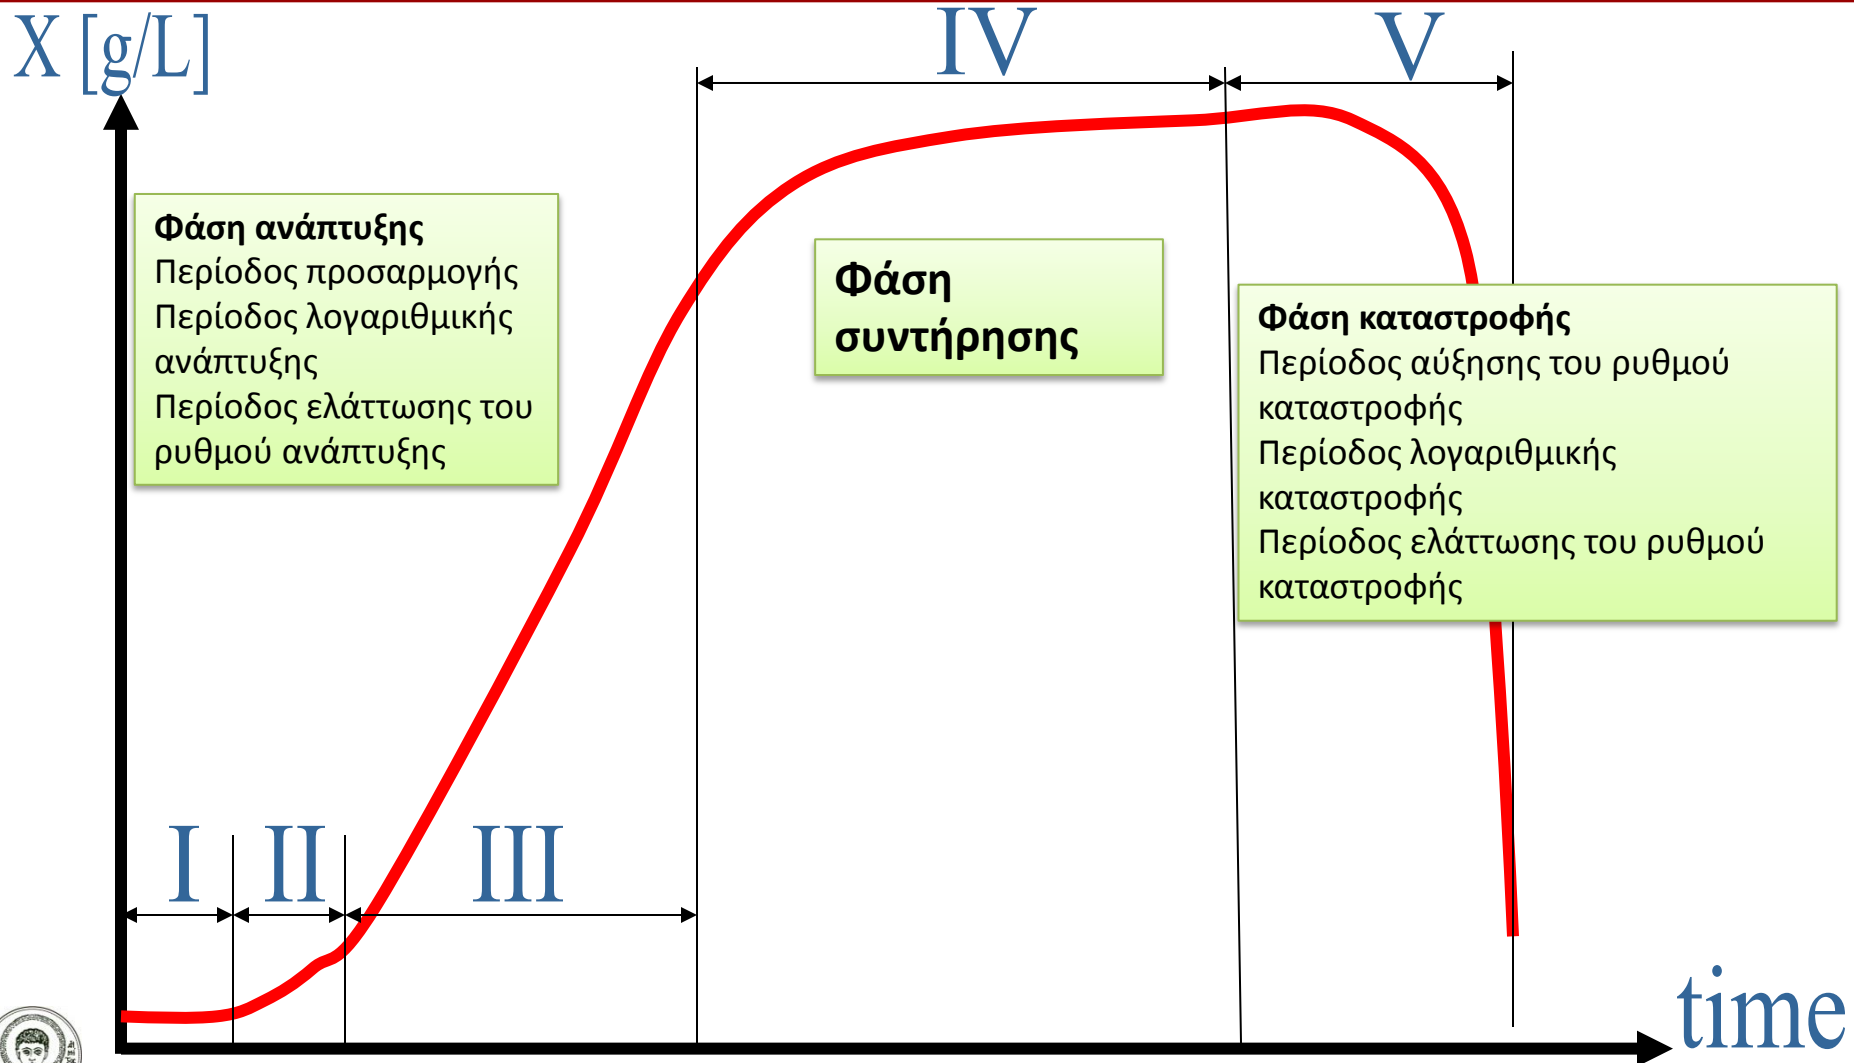 X [g/L]
IV
V
Φάση ανάπτυξης
Περίοδος προσαρμογής
Περίοδος λογαριθμικής
ανάπτυξης
Περίοδος ελάττωσης του
ρυθμού ανάπτυξης
Φάση
συντήρησης
Φάση καταστροφής
Περίοδος αύξησης του ρυθμού
καταστροφής
Περίοδος λογαριθμικής
καταστροφής
Περίοδος ελάττωσης του ρυθμού
καταστροφής
I
II
III
time